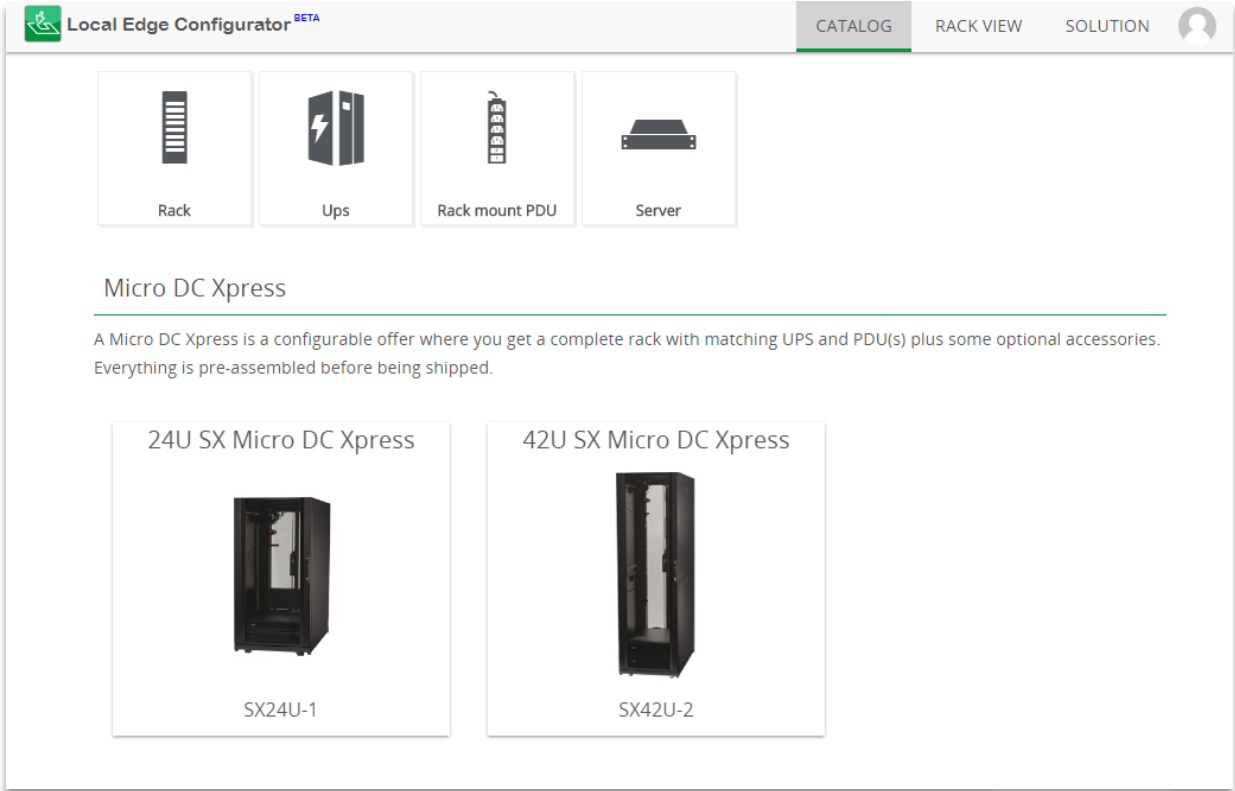 Local Edge Configurator BETA
CATALOG RACK VIEW SOLUTION
Rack Ups Rack mount PDU Server
Micro DC Xpress
A Micro DC Xpress is a configurable offer where you get a complete rack with matching UPS and PDU(s) plus some optional accessories.
Everything is pre-assembled before being shipped.
24U SX Micro DC Xpress 42U SX Micro DC Xpress
SX24U-1 SX42U-2